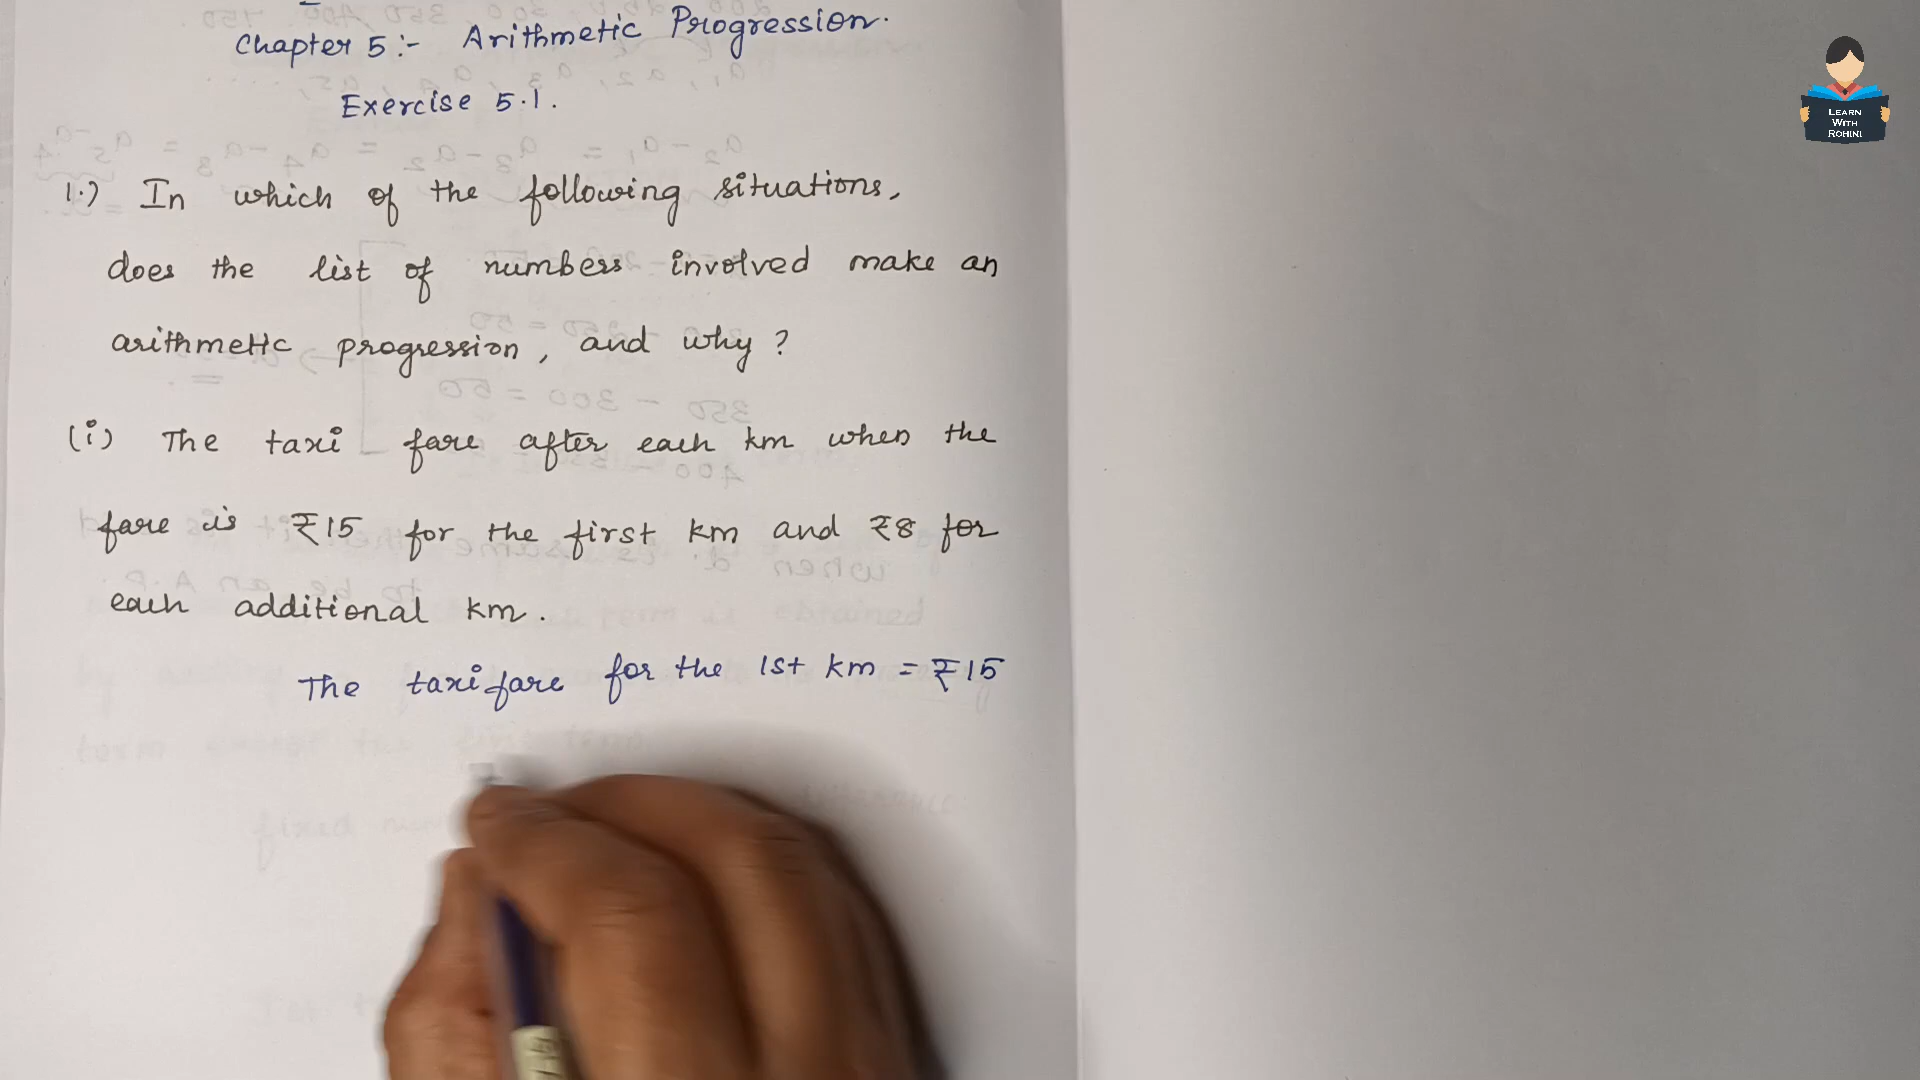 Chapter 5:- Arithmetic Progression.
Exercise 5.1.
1.) In which of the following situations,
does the list of numbers involved make an
arithmetic progression, and why?
(i) The taxi fare after each km when the
fare is ₹15 for the first km and ₹8 for
each additional km.
The taxi fare for the 1st km = ₹15
LEARN
WITH
ROHINI